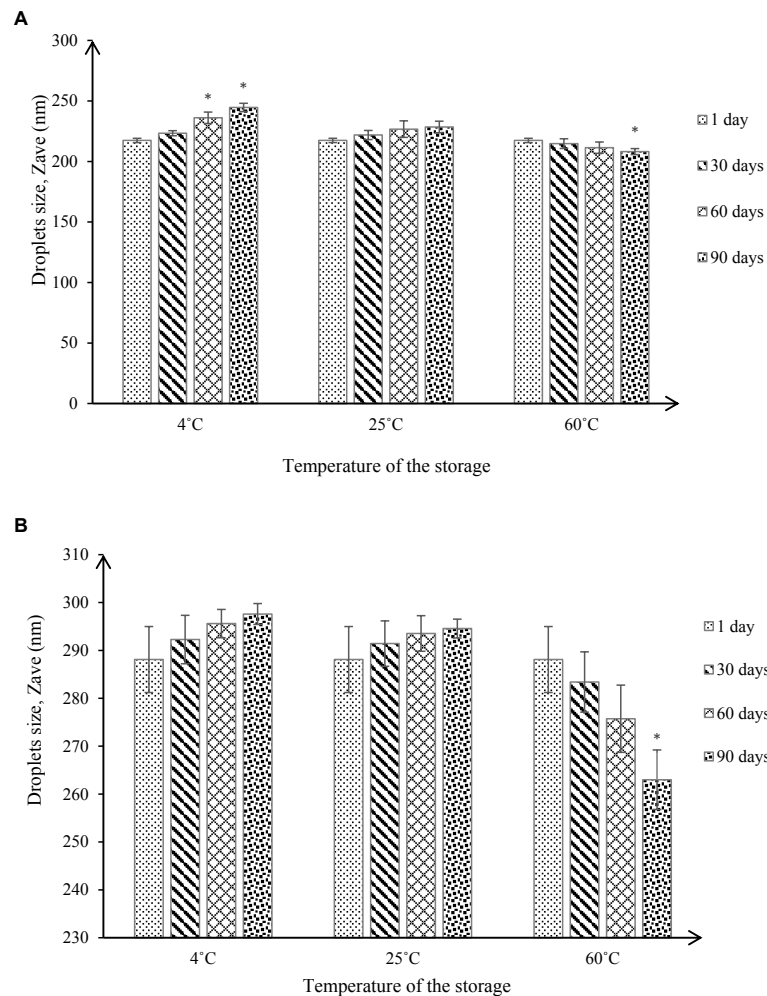 A
300
250
200
150
100
50
0
Droplets size, Zave (nm)
*
*
*
4˚C
25˚C
60˚C
Temperature of the storage
1 day
30 days
60 days
90 days
B
310
300
290
280
270
260
250
240
230
Droplets size, Zave (nm)
*
4˚C
25˚C
60˚C
Temperature of the storage
1 day
30 days
60 days
90 days